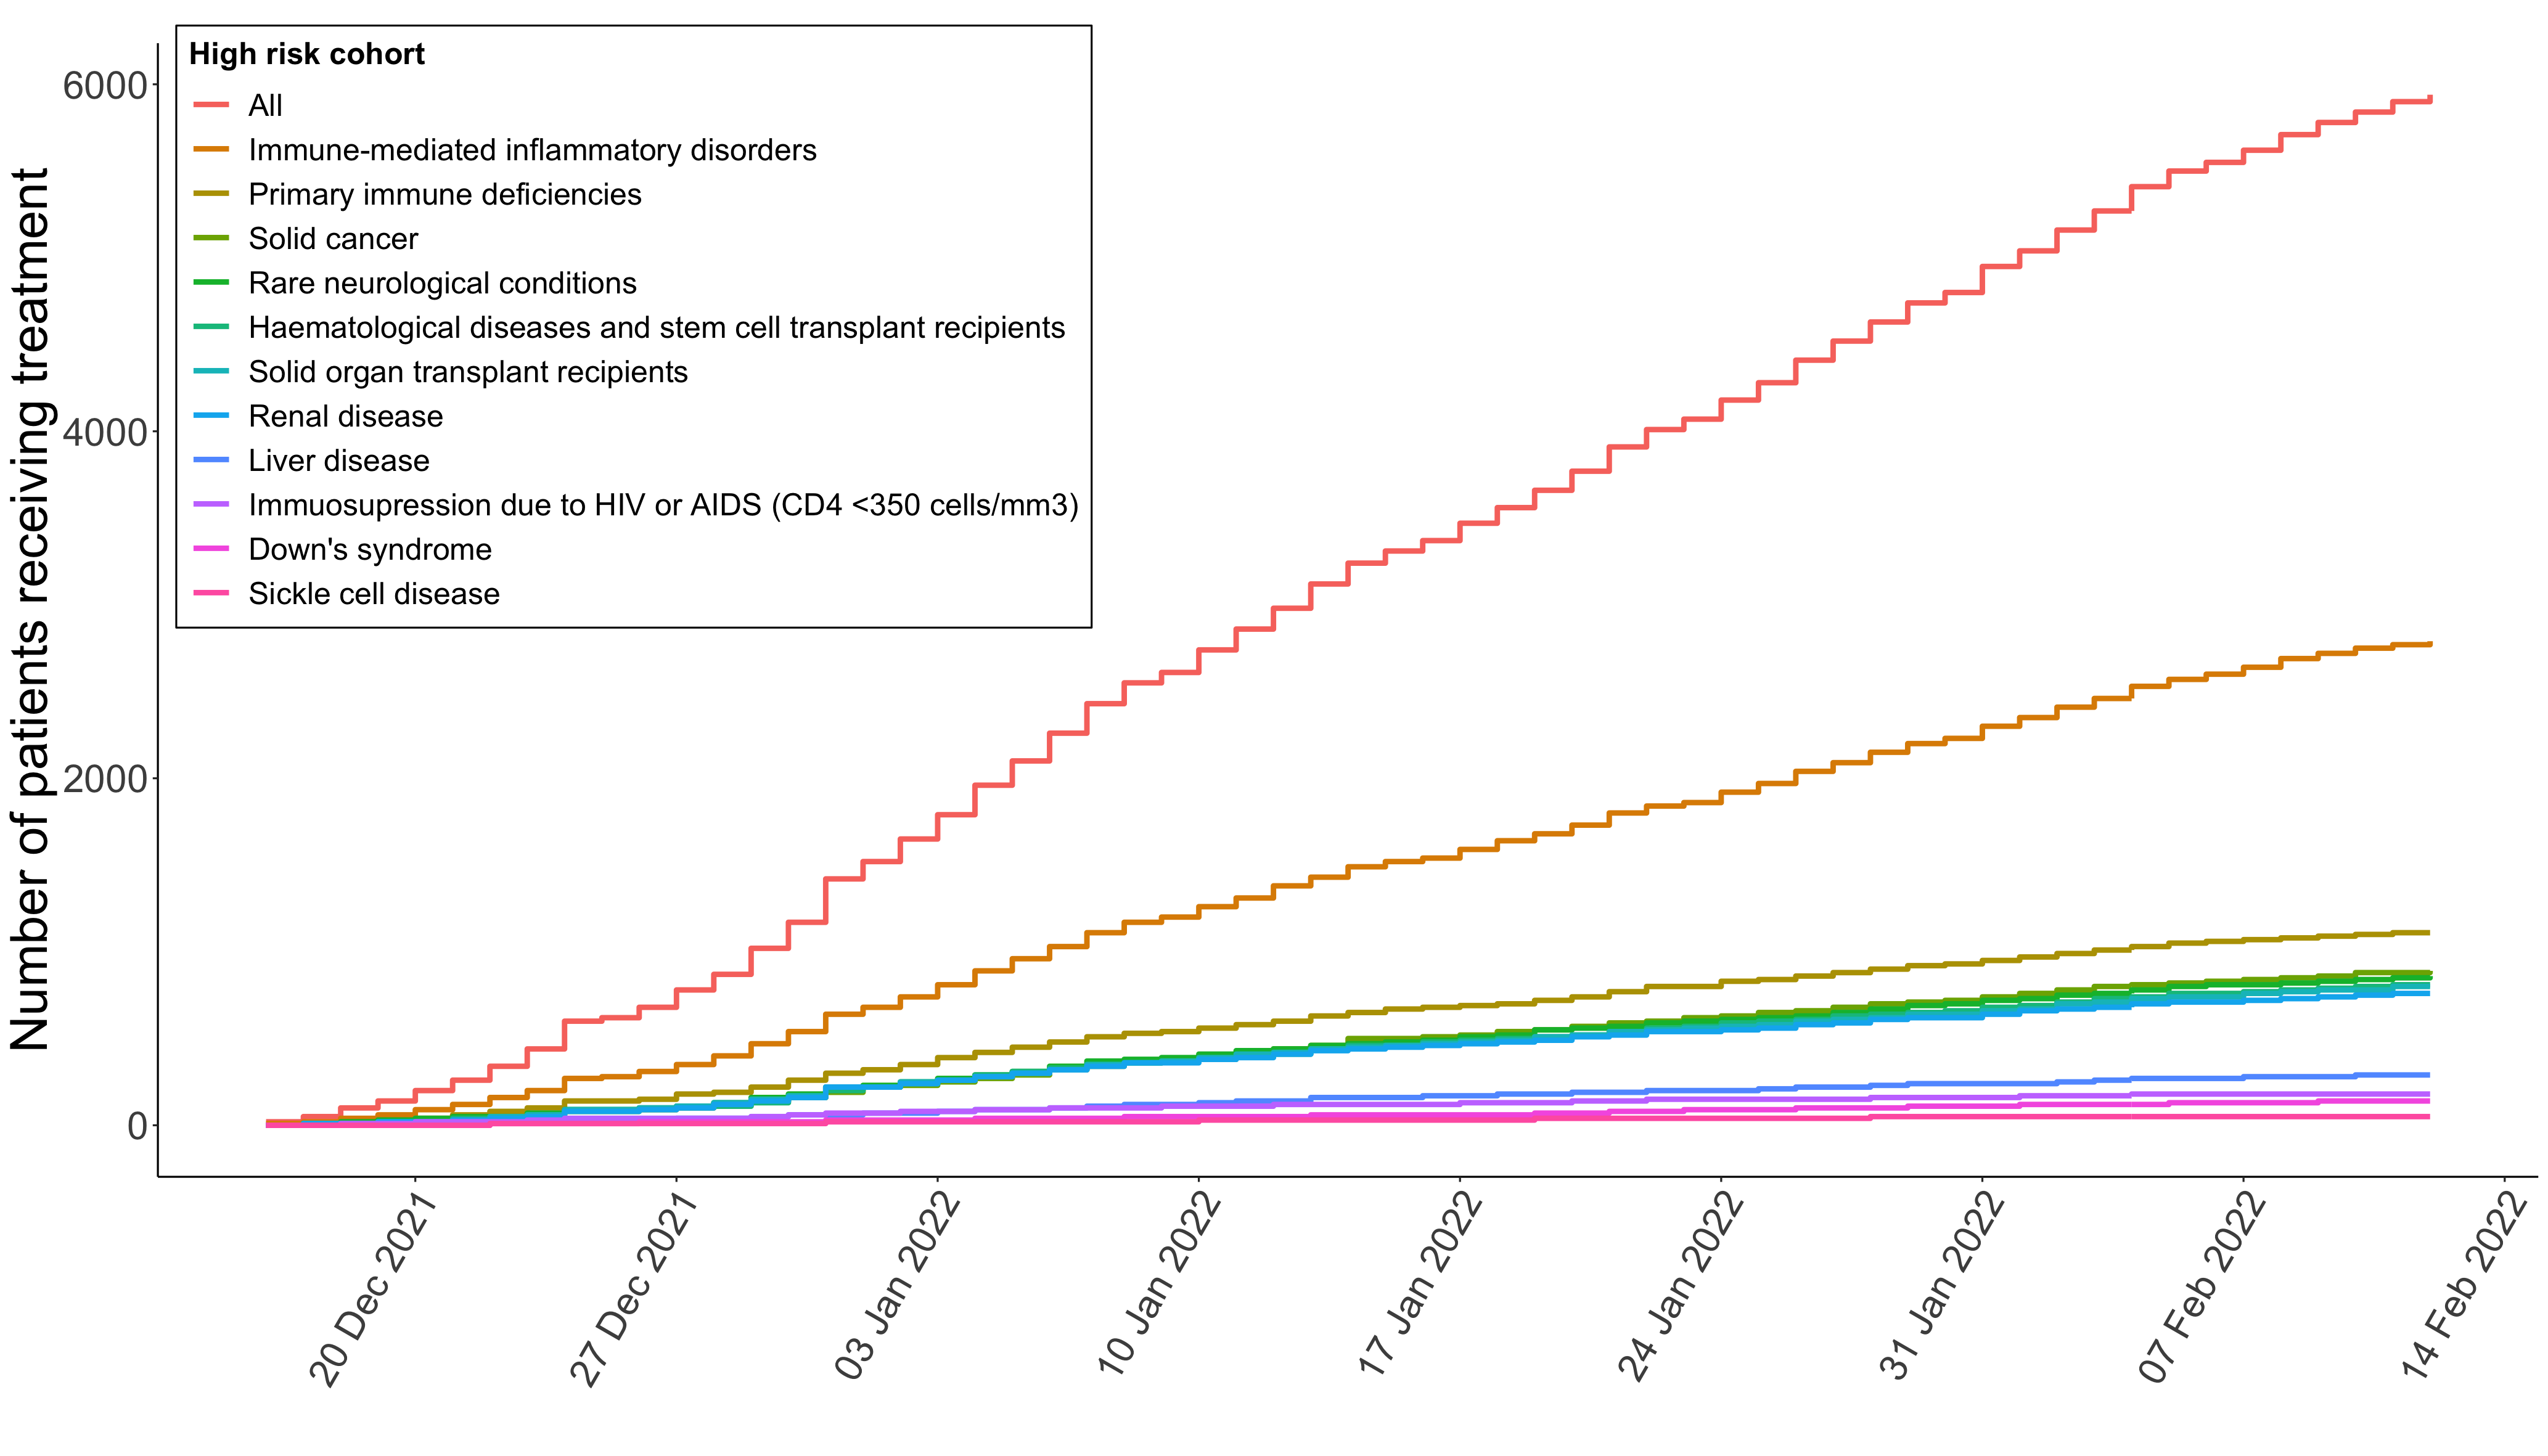 High risk cohort
All
Immune-mediated inflammatory disorders
Primary immune deficiencies
Solid cancer
Rare neurological conditions
Haematological diseases and stem cell transplant recipients
Solid organ transplant recipients
Renal disease
Liver disease
Immuosupression due to HIV or AIDS (CD4 <350 cells/mm3)
Down's syndrome
Sickle cell disease
Number of patients receiving treatment
6000
4000
2000
0
20 Dec 2021
27 Dec 2021
03 Jan 2022
10 Jan 2022
17 Jan 2022
24 Jan 2022
31 Jan 2022
07 Feb 2022
14 Feb 2022